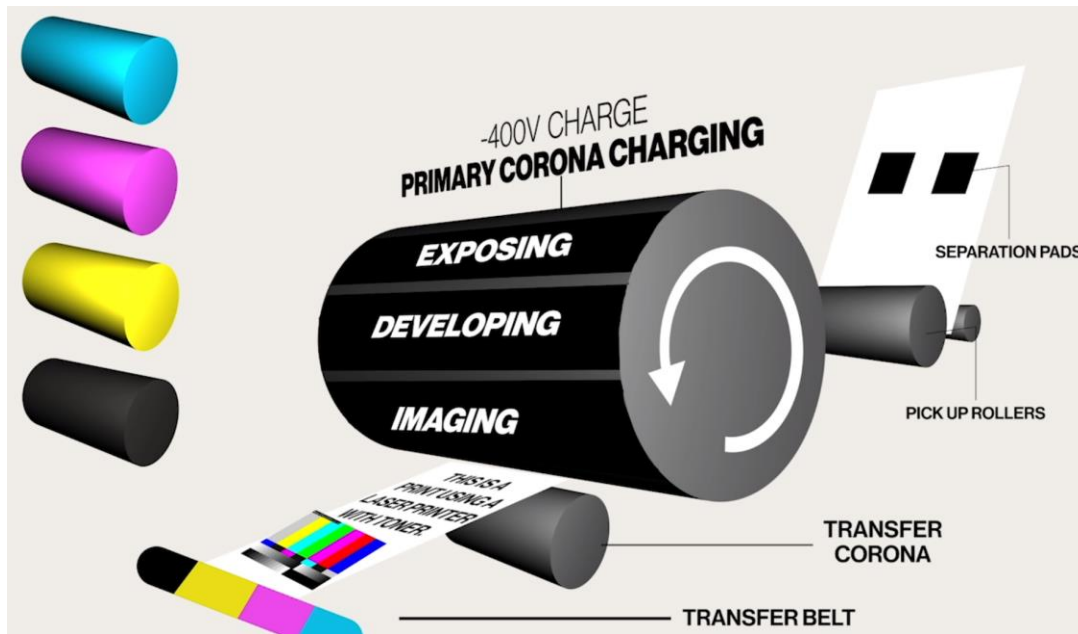 -400V CHARGE
PRIMARY CORONA CHARGING
EXPOSING
DEVELOPING
IMAGING
SEPARATION PADS
PICK UP ROLLERS
THIS IS A
PRINT USING A
LASER PRINTER
WITH TONER.
TRANSFER
CORONA
TRANSFER BELT